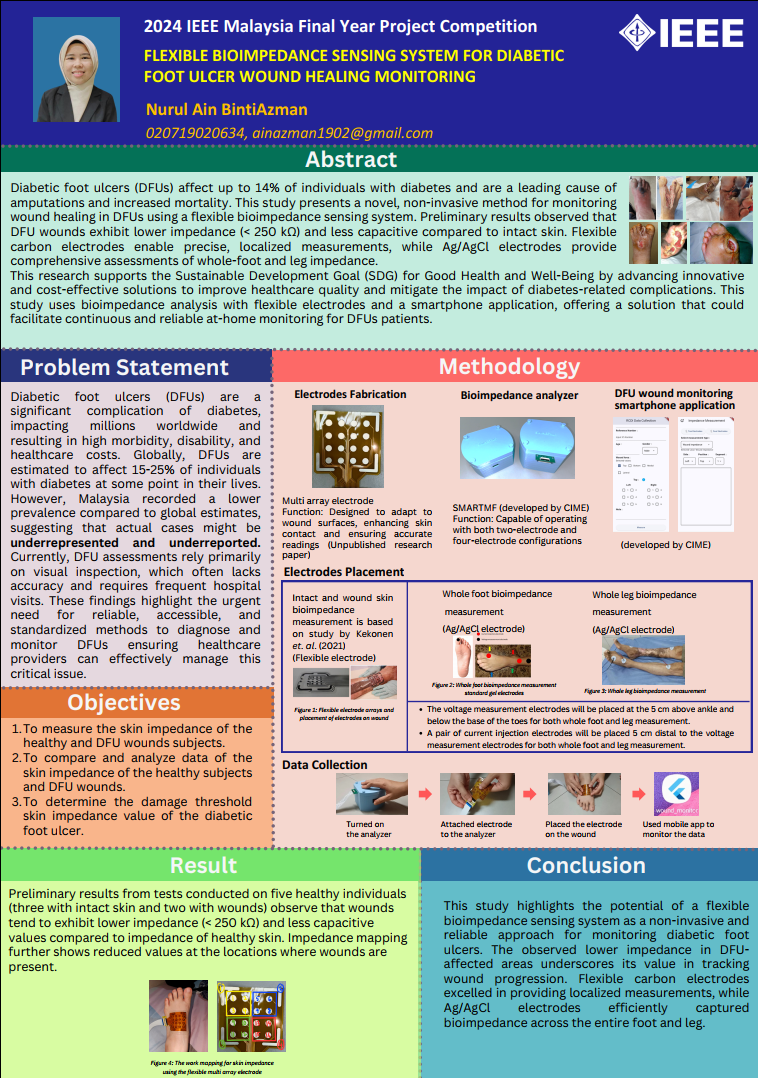 2024 IEEE Malaysia Final Year Project Competition
IEEE
FLEXIBLE BIOIMPEDANCE SENSING SYSTEM FOR DIABETIC
FOOT ULCER WOUND HEALING MONITORING
Nurul Ain BintiAzman
020719020634, ainazman1902@gmail.com
Abstract
Diabetic foot ulcers (DFUs) affect up to 14% of individuals with diabetes and are a leading cause of
amputations and increased mortality. This study presents a novel, non-invasive method for monitoring
wound healing in DFUs using a flexible bioimpedance sensing system. Preliminary results observed that
DFU wounds exhibit lower impedance (< 250 kΩ) and less capacitive compared to intact skin. Flexible
carbon electrodes enable precise, localized measurements, while Ag/AgCl electrodes provide
comprehensive assessments of whole-foot and leg impedance.
This research supports the Sustainable Development Goal (SDG) for Good Health and Well-Being by advancing innovative
and cost-effective solutions to improve healthcare quality and mitigate the impact of diabetes-related complications. This
study uses bioimpedance analysis with flexible electrodes and a smartphone application, offering a solution that could
facilitate continuous and reliable at-home monitoring for DFUs patients.
Problem Statement
Diabetic foot ulcers (DFUs) are a
significant complication of diabetes,
impacting millions worldwide and
resulting in high morbidity, disability, and
healthcare costs. Globally, DFUs are
estimated to affect 15-25% of individuals
with diabetes at some point in their lives.
However, Malaysia recorded a lower
prevalence compared to global estimates,
suggesting that actual cases might be
underrepresented and underreported.
Currently, DFU assessments rely primarily
on visual inspection, which often lacks
accuracy and requires frequent hospital
visits. These findings highlight the urgent
need for reliable, accessible, and
standardized methods to diagnose and
monitor DFUs ensuring healthcare
providers can effectively manage this
critical issue.
Objectives
1. To measure the skin impedance of the
healthy and DFU wounds subjects.
2. To compare and analyze data of the
skin impedance of the healthy subjects
and DFU wounds.
3. To determine the damage threshold
skin impedance value of the diabetic
foot ulcer.
Methodology
Electrodes Fabrication
Multi array electrode
Function: Designed to adapt to
wound surfaces, enhancing skin
contact and ensuring accurate
readings (Unpublished research
paper)
Bioimpedance analyzer
SMARTMF (developed by CIME)
Function: Capable of operating
with both two-electrode and
four-electrode configurations
DFU wound monitoring
smartphone application
(developed by CIME)
Electrodes Placement
Intact and wound skin
bioimpedance
measurement is based
on study by Kekonen
et. al. (2021)
(Flexible electrode)
Figure 1: Flexible electrode arrays and
placement of electrodes on wound
Whole foot bioimpedance
measurement
(Ag/AgCl electrode)
Figure 2: Whole foot bioimpedance measurement
standard gel electrodes
Whole leg bioimpedance
measurement
(Ag/AgCl electrode)
Figure 3: Whole leg bioimpedance measurement
• The voltage measurement electrodes will be placed at the 5 cm above ankle and
below the base of the toes for both whole foot and leg measurement.
• A pair of current injection electrodes will be placed 5 cm distal to the voltage
measurement electrodes for both whole foot and leg measurement.
Data Collection
Turned on
the analyzer
Attached electrode
to the analyzer
Placed the electrode
on the wound
wound_monitor
Used mobile app to
monitor the data
Result
Preliminary results from tests conducted on five healthy individuals
(three with intact skin and two with wounds) observe that wounds
tend to exhibit lower impedance (< 250 kΩ) and less capacitive
values compared to impedance of healthy skin. Impedance mapping
further shows reduced values at the locations where wounds are
present.
Figure 4: The work mapping for skin impedance
using the flexible multi array electrode
Conclusion
This study highlights the potential of a flexible
bioimpedance sensing system as a non-invasive and
reliable approach for monitoring diabetic foot
ulcers. The observed lower impedance in DFU-
affected areas underscores its value in tracking
wound progression. Flexible carbon electrodes
excelled in providing localized measurements, while
Ag/AgCl electrodes efficiently captured
bioimpedance across the entire foot and leg.